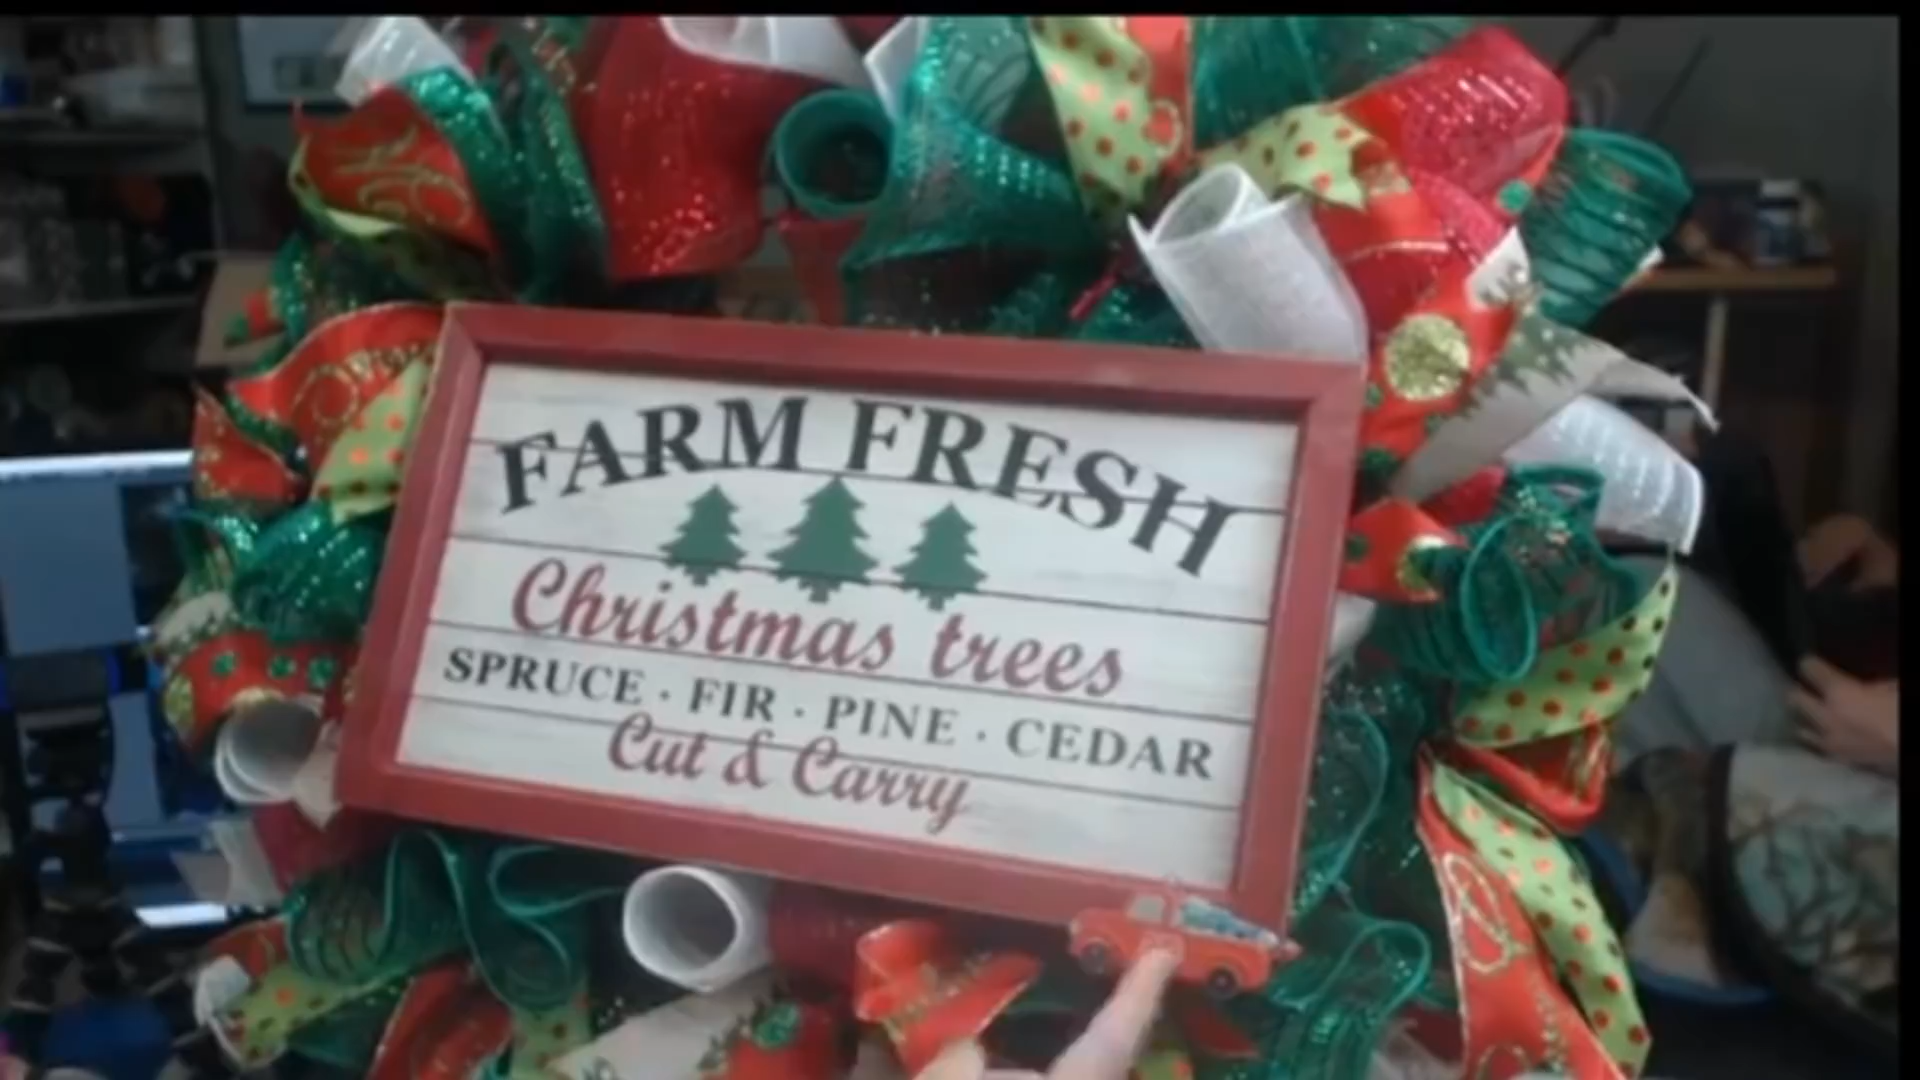 FARM FRESH
Christmas trees
SPRUCE · FIR · PINE · CEDAR
Cut & Carry